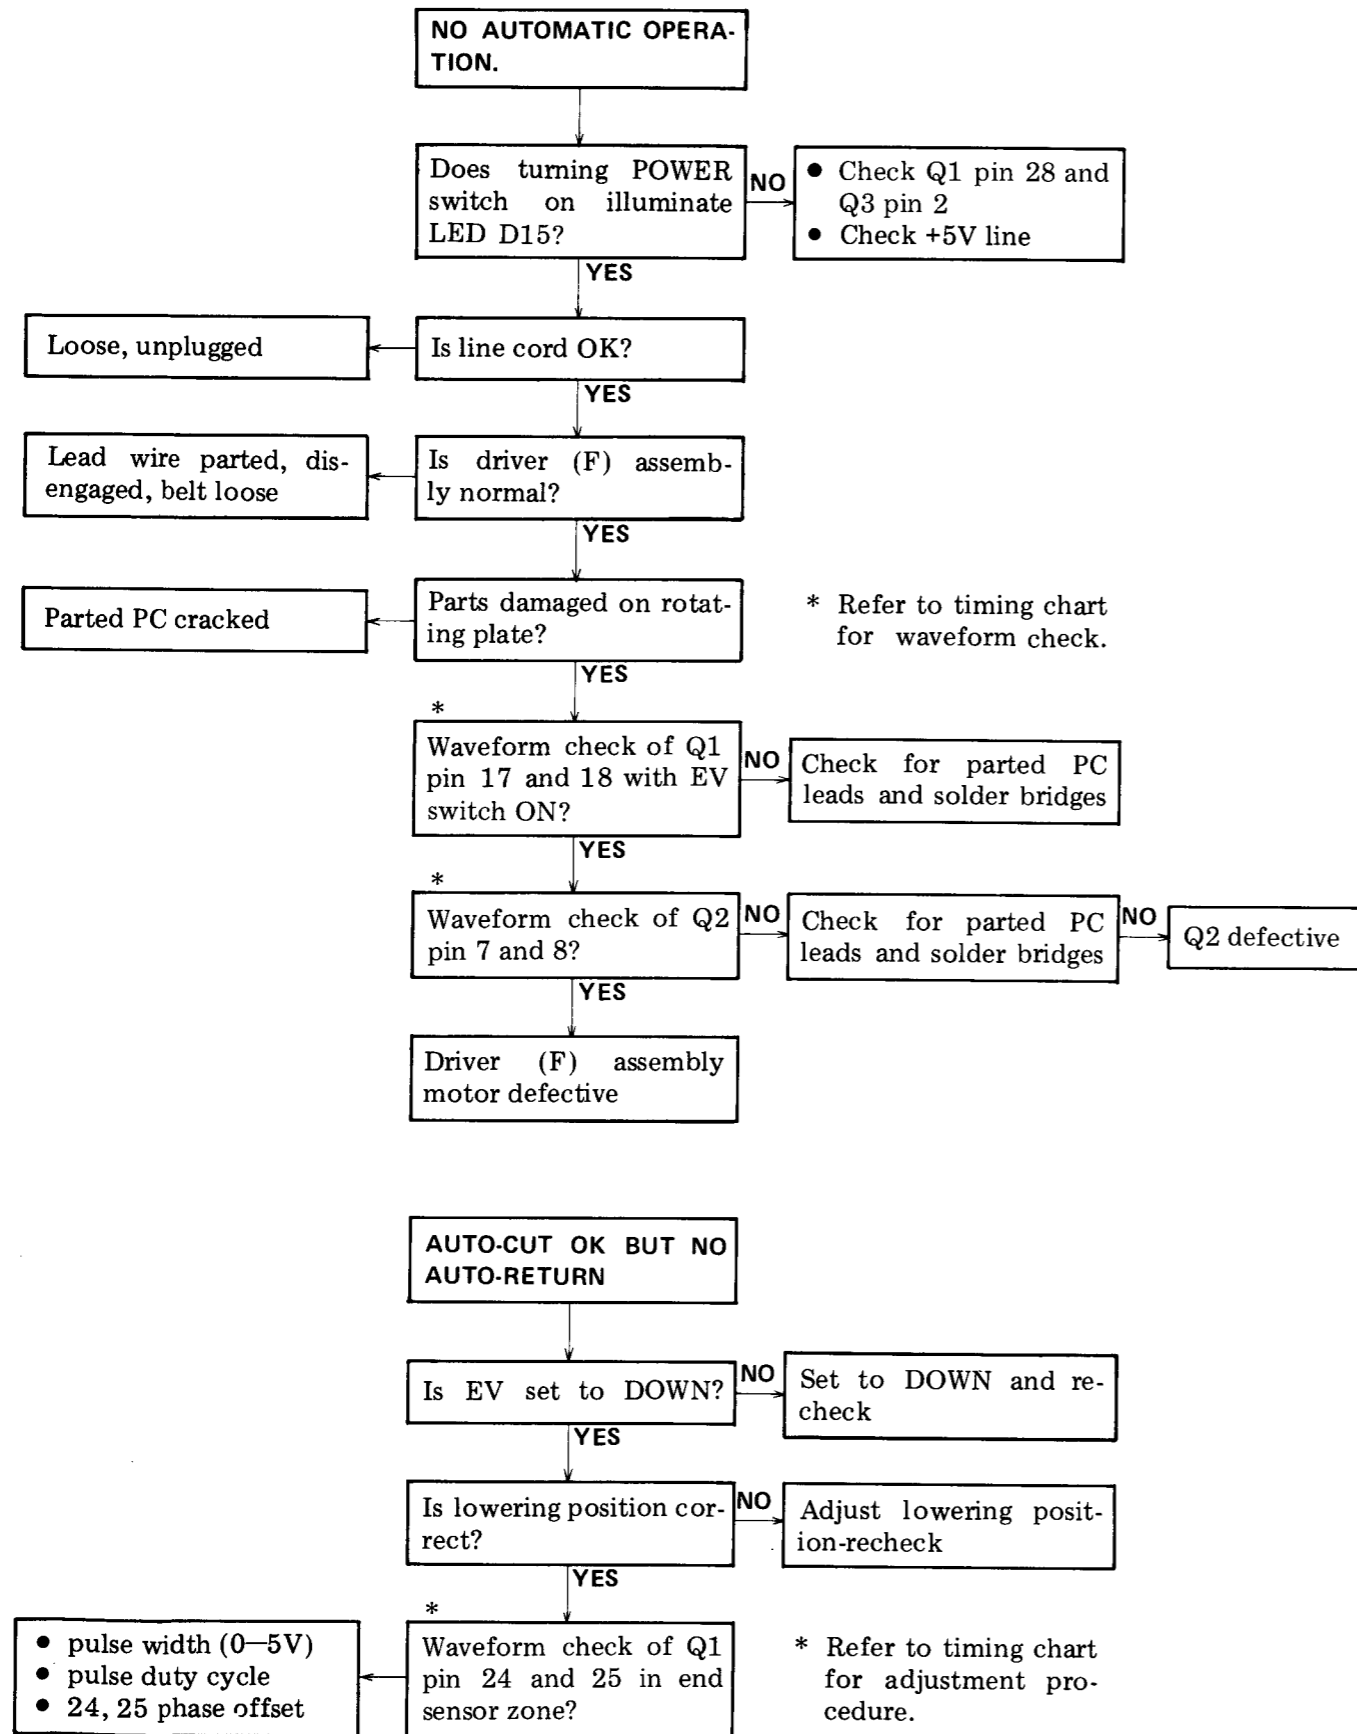 NO AUTOMATIC OPERA-
TION.
Does turning POWER
switch on illuminate
LED D15?
NO
● Check Q1 pin 28 and
Q3 pin 2
● Check +5V line
YES
Loose, unplugged
Is line cord OK?
YES
Lead wire parted, dis-
engaged, belt loose
Is driver (F) assemb-
ly normal?
YES
Parted PC cracked
Parts damaged on rotat-
ing plate?
* Refer to timing chart
for waveform check.
YES
*
Waveform check of Q1
pin 17 and 18 with EV
switch ON?
NO
Check for parted PC
leads and solder bridges
YES
*
Waveform check of Q2
pin 7 and 8?
NO
Check for parted PC
leads and solder bridges
NO
Q2 defective
YES
Driver (F) assembly
motor defective
AUTO-CUT OK BUT NO
AUTO-RETURN
Is EV set to DOWN?
NO
Set to DOWN and re-
check
YES
Is lowering position cor-
rect?
NO
Adjust lowering posit-
ion-recheck
YES
*
● pulse width (0—5V)
● pulse duty cycle
● 24, 25 phase offset
Waveform check of Q1
pin 24 and 25 in end
sensor zone?
* Refer to timing chart
for adjustment pro-
cedure.